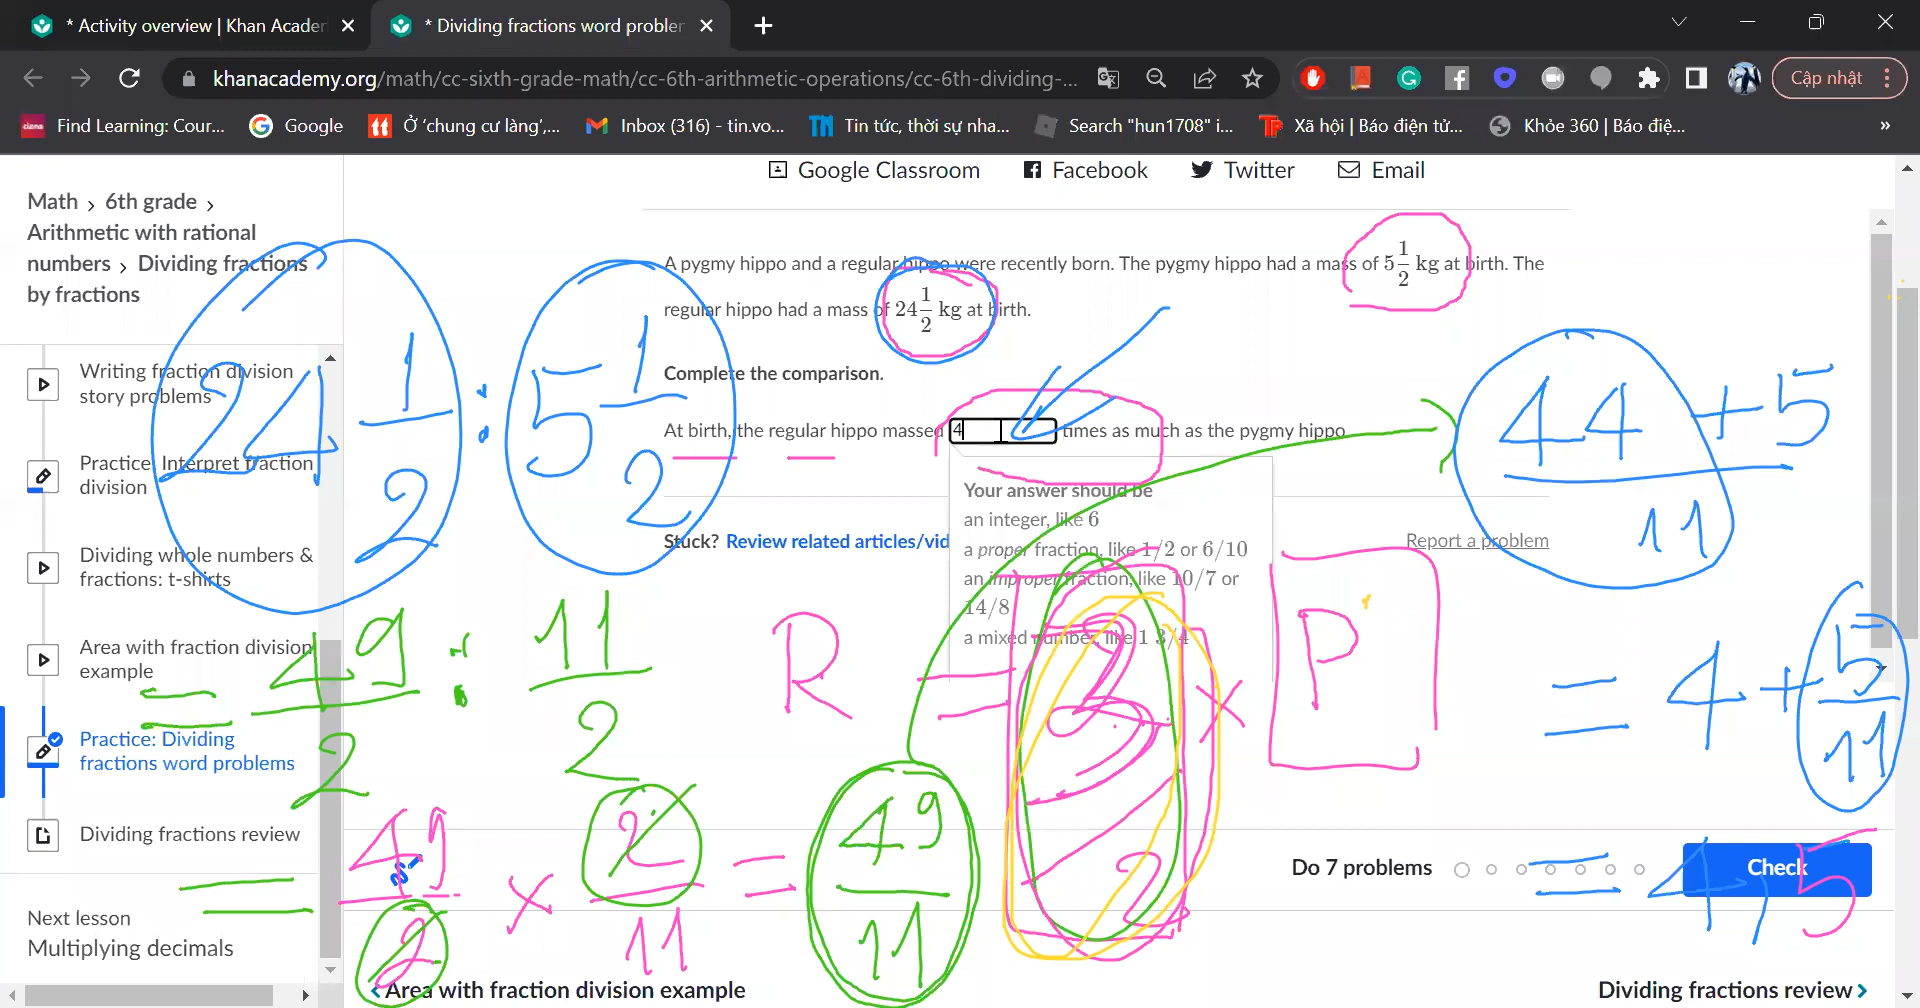 * Activity overview | Khan Acader
* Dividing fractions word probler
khanacademy.org/math/cc-sixth-grade-math/cc-6th-arithmetic-operations/cc-6th-dividing-...
Cập nhật
Find Learning: Cour...
Google
Ở 'chung cư làng',...
Inbox (316) - tin.vo...
Tin tức, thời sự nha...
Search "hun1708" i...
Xã hội | Báo điện tử...
Khỏe 360 | Báo điệ...
»
Google Classroom
Facebook
Twitter
Email
Math > 6th grade >
Arithmetic with rational
numbers > Dividing fractions
by fractions
Writing fraction division
story problems
Practice: Interpret fraction
division
Dividing whole numbers &
fractions: t-shirts
Area with fraction division
example
Practice: Dividing
fractions word problems
Dividing fractions review
Next lesson
Multiplying decimals
A pygmy hippo and a regular hippo were recently born. The pygmy hippo had a mass of 5 1/2 kg at birth. The
regular hippo had a mass of 24 1/2 kg at birth.
Complete the comparison.
At birth, the regular hippo massed 4 times as much as the pygmy hippo
Your answer should be
an integer, like 6
a proper fraction, like 1/2 or 6/10
an improper fraction, like 10/7 or
14/8
a mixed number, like 1 3/4
Stuck? Review related articles/vid
Report a problem
24 1/2 : 5 1/2
= 49/2 : 11/2
= 49/2 × 2/11 = 49/11
R = × P
44 + 5
11
= 4 + 5/11
= 4,5
Do 7 problems
Check
‹ Area with fraction division example
Dividing fractions review ›